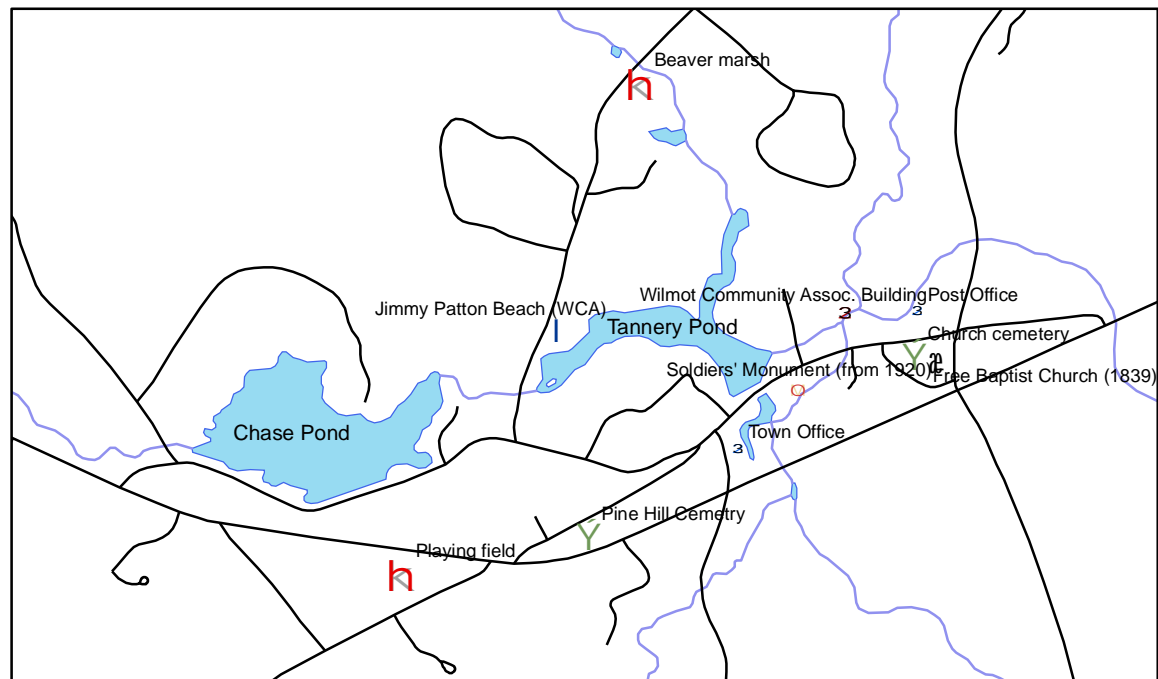 Beaver marsh
Wilmot Community Assoc. Building
Post Office
Jimmy Patton Beach (WCA)
Tannery Pond
Church cemetery
Soldiers' Monument (from 1920)
Free Baptist Church (1839)
Chase Pond
Town Office
Pine Hill Cemetry
Playing field